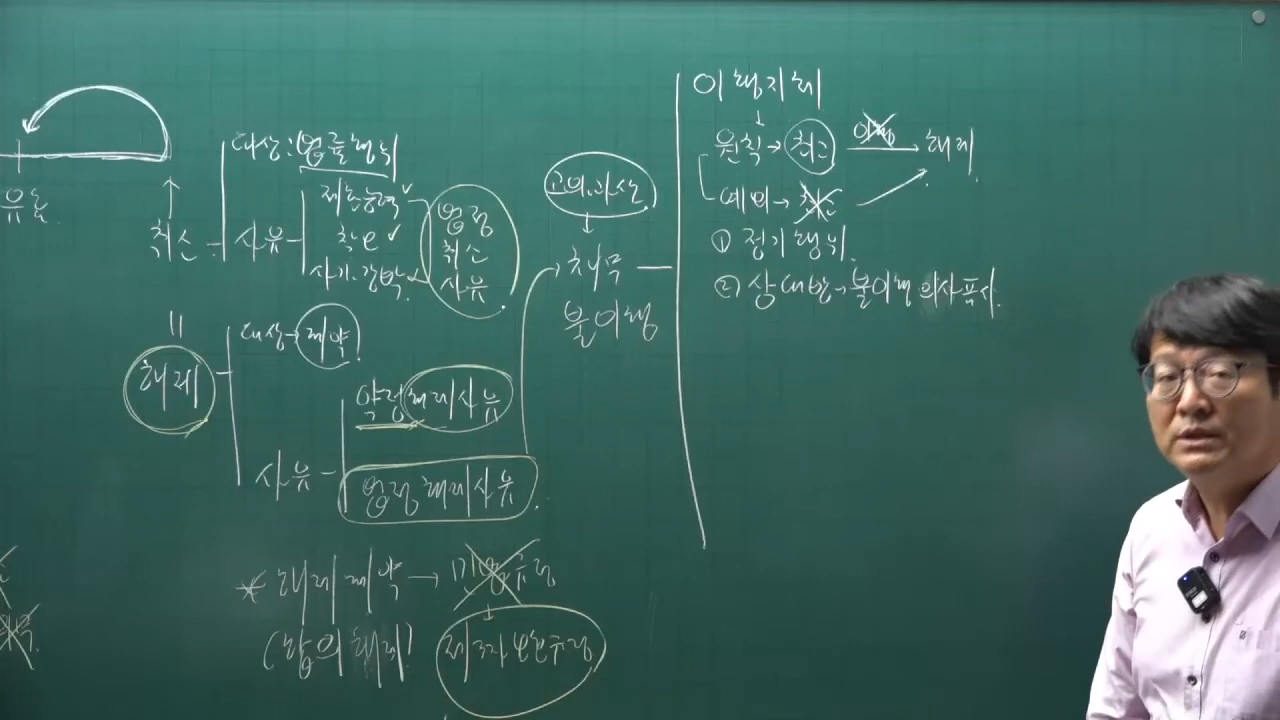 유효
취소
대상: 법률행위
사유
제한능력
착오
사기·강박
법정
취소
사유
해제
대상→계약
사유
약정해제사유
법정해제사유
* 해제계약→민법규정
(합의해제)
제3자보호규정
고의·과실
↓
채무
불이행
이행지체
↓
원칙→최고 이행 해제
예외→최고
① 정기행위
② 상대방→불이행 의사표시